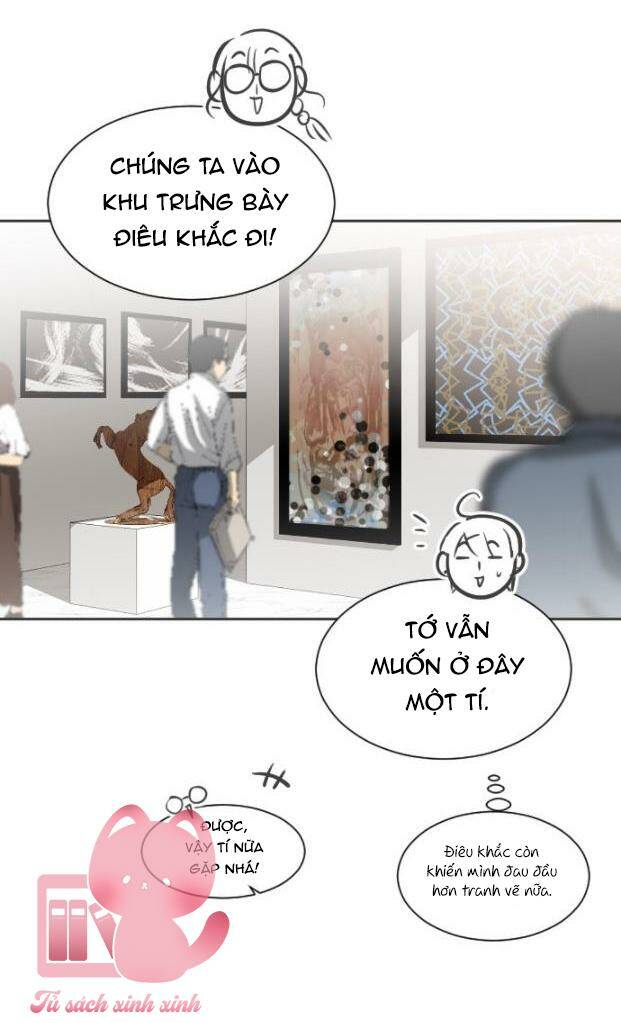 CHÚNG TA VÀO
KHU TRƯNG BÀY
ĐIÊU KHẮC ĐI!
TỚ VẪN
MUỐN Ở ĐÂY
MỘT TÍ.
ĐƯỢC,
VẬY TÍ NỮA
GẶP NHÁ!
Điêu khắc còn
khiến mình đau đầu
hơn tranh vẽ nữa.
Tủ sách xinh xinh